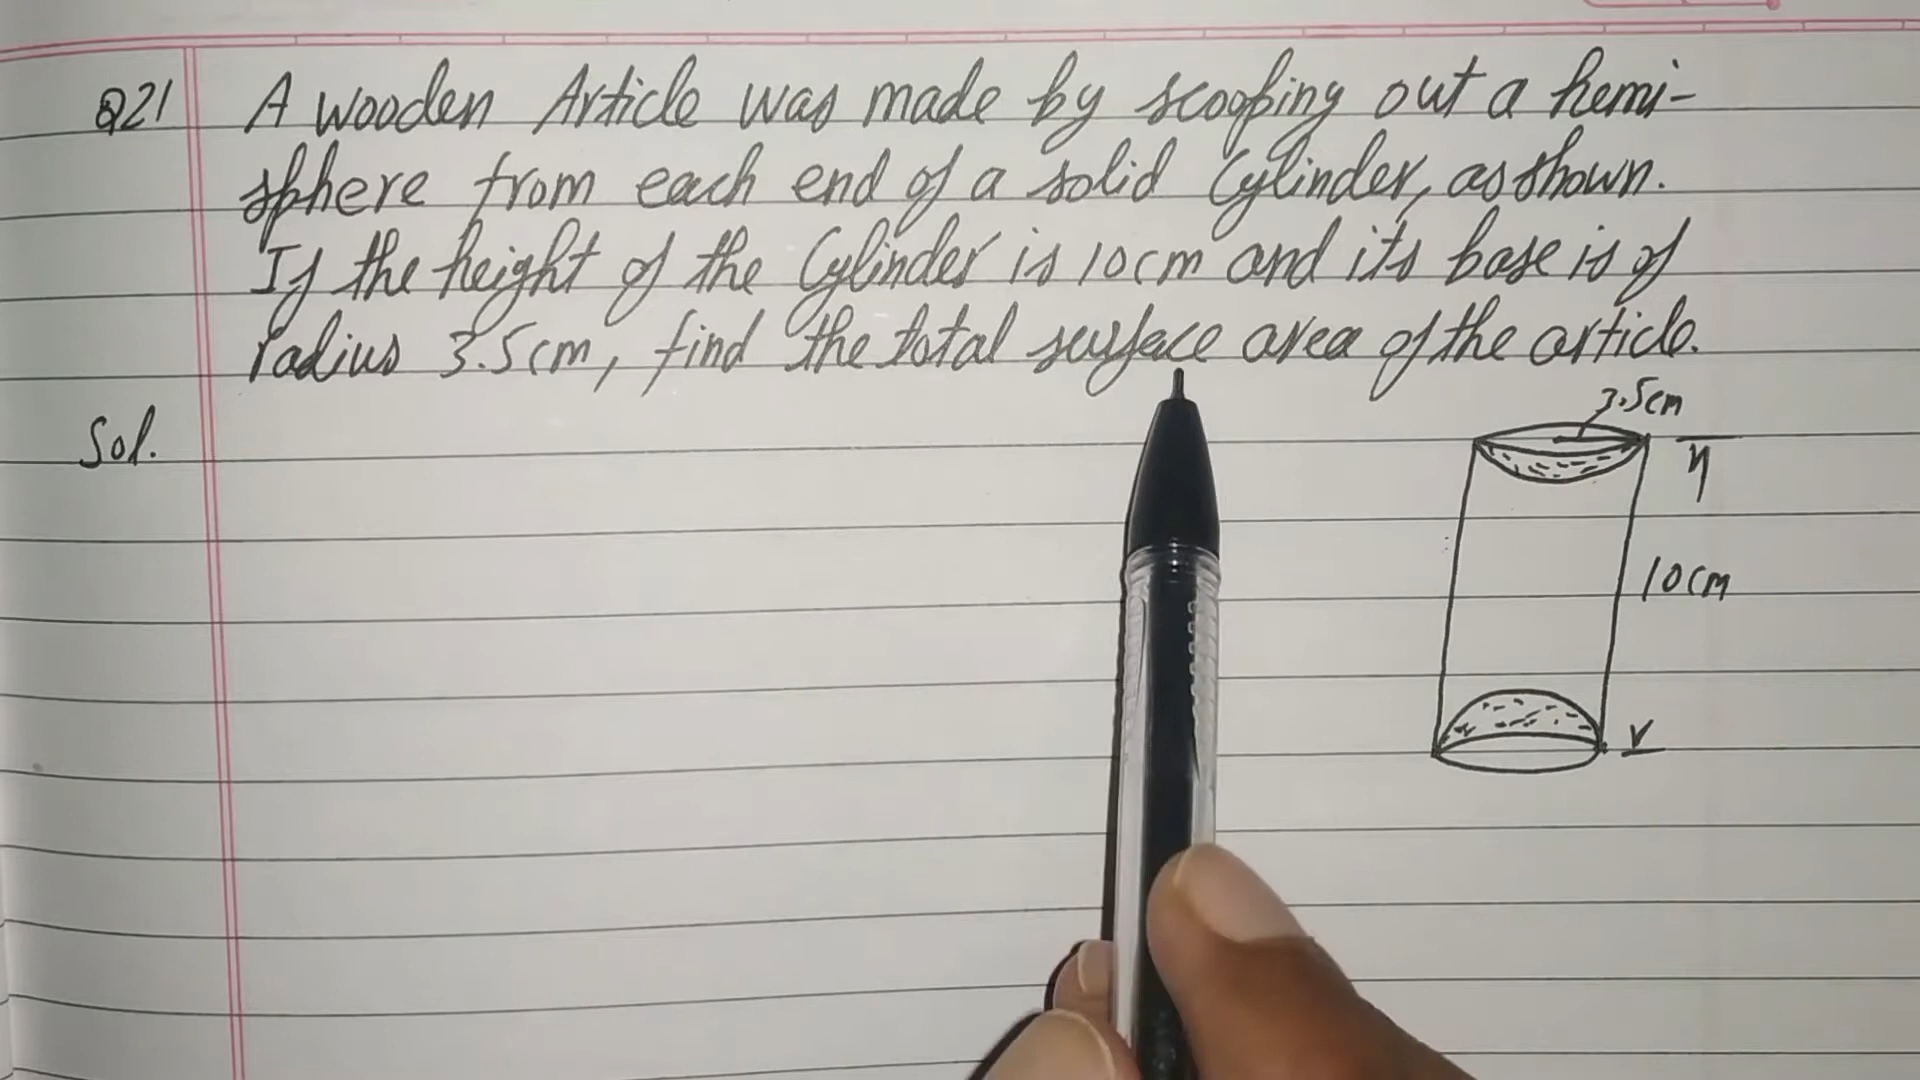 Q21 A wooden Article was made by scooping out a hemi-
sphere from each end of a solid Cylinder, as shown.
If the height of the Cylinder is 10cm and its base is of
radius 3.5cm, find the total surface area of the article.
Sol.
3.5cm
10cm